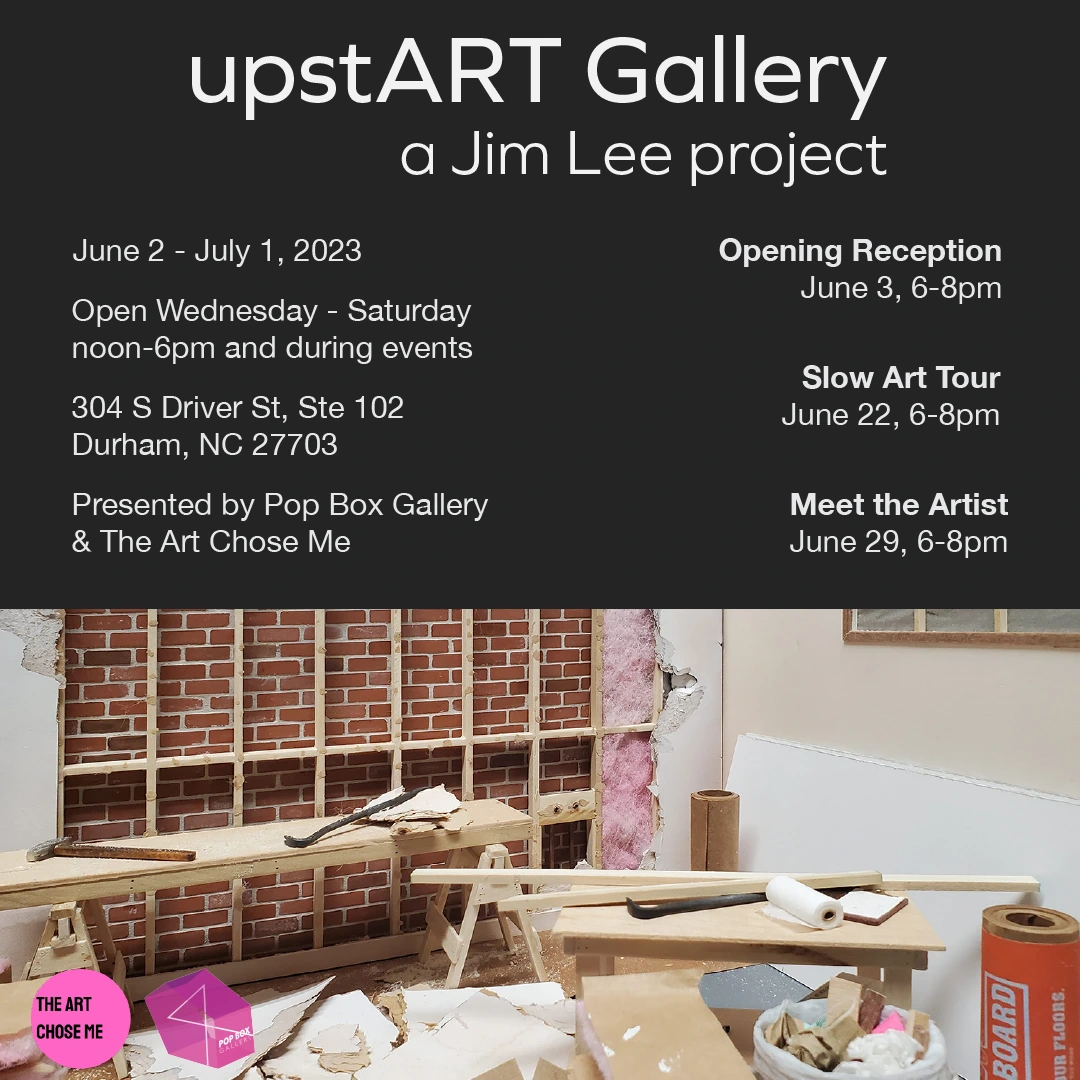 upstART Gallery
a Jim Lee project
June 2 - July 1, 2023
Open Wednesday - Saturday
noon-6pm and during events
304 S Driver St, Ste 102
Durham, NC 27703
Presented by Pop Box Gallery
& The Art Chose Me
Opening Reception
June 3, 6-8pm
Slow Art Tour
June 22, 6-8pm
Meet the Artist
June 29, 6-8pm
THE ART
CHOSE ME
POP BOX
GALLERY
BOARD
UR FLOORS.